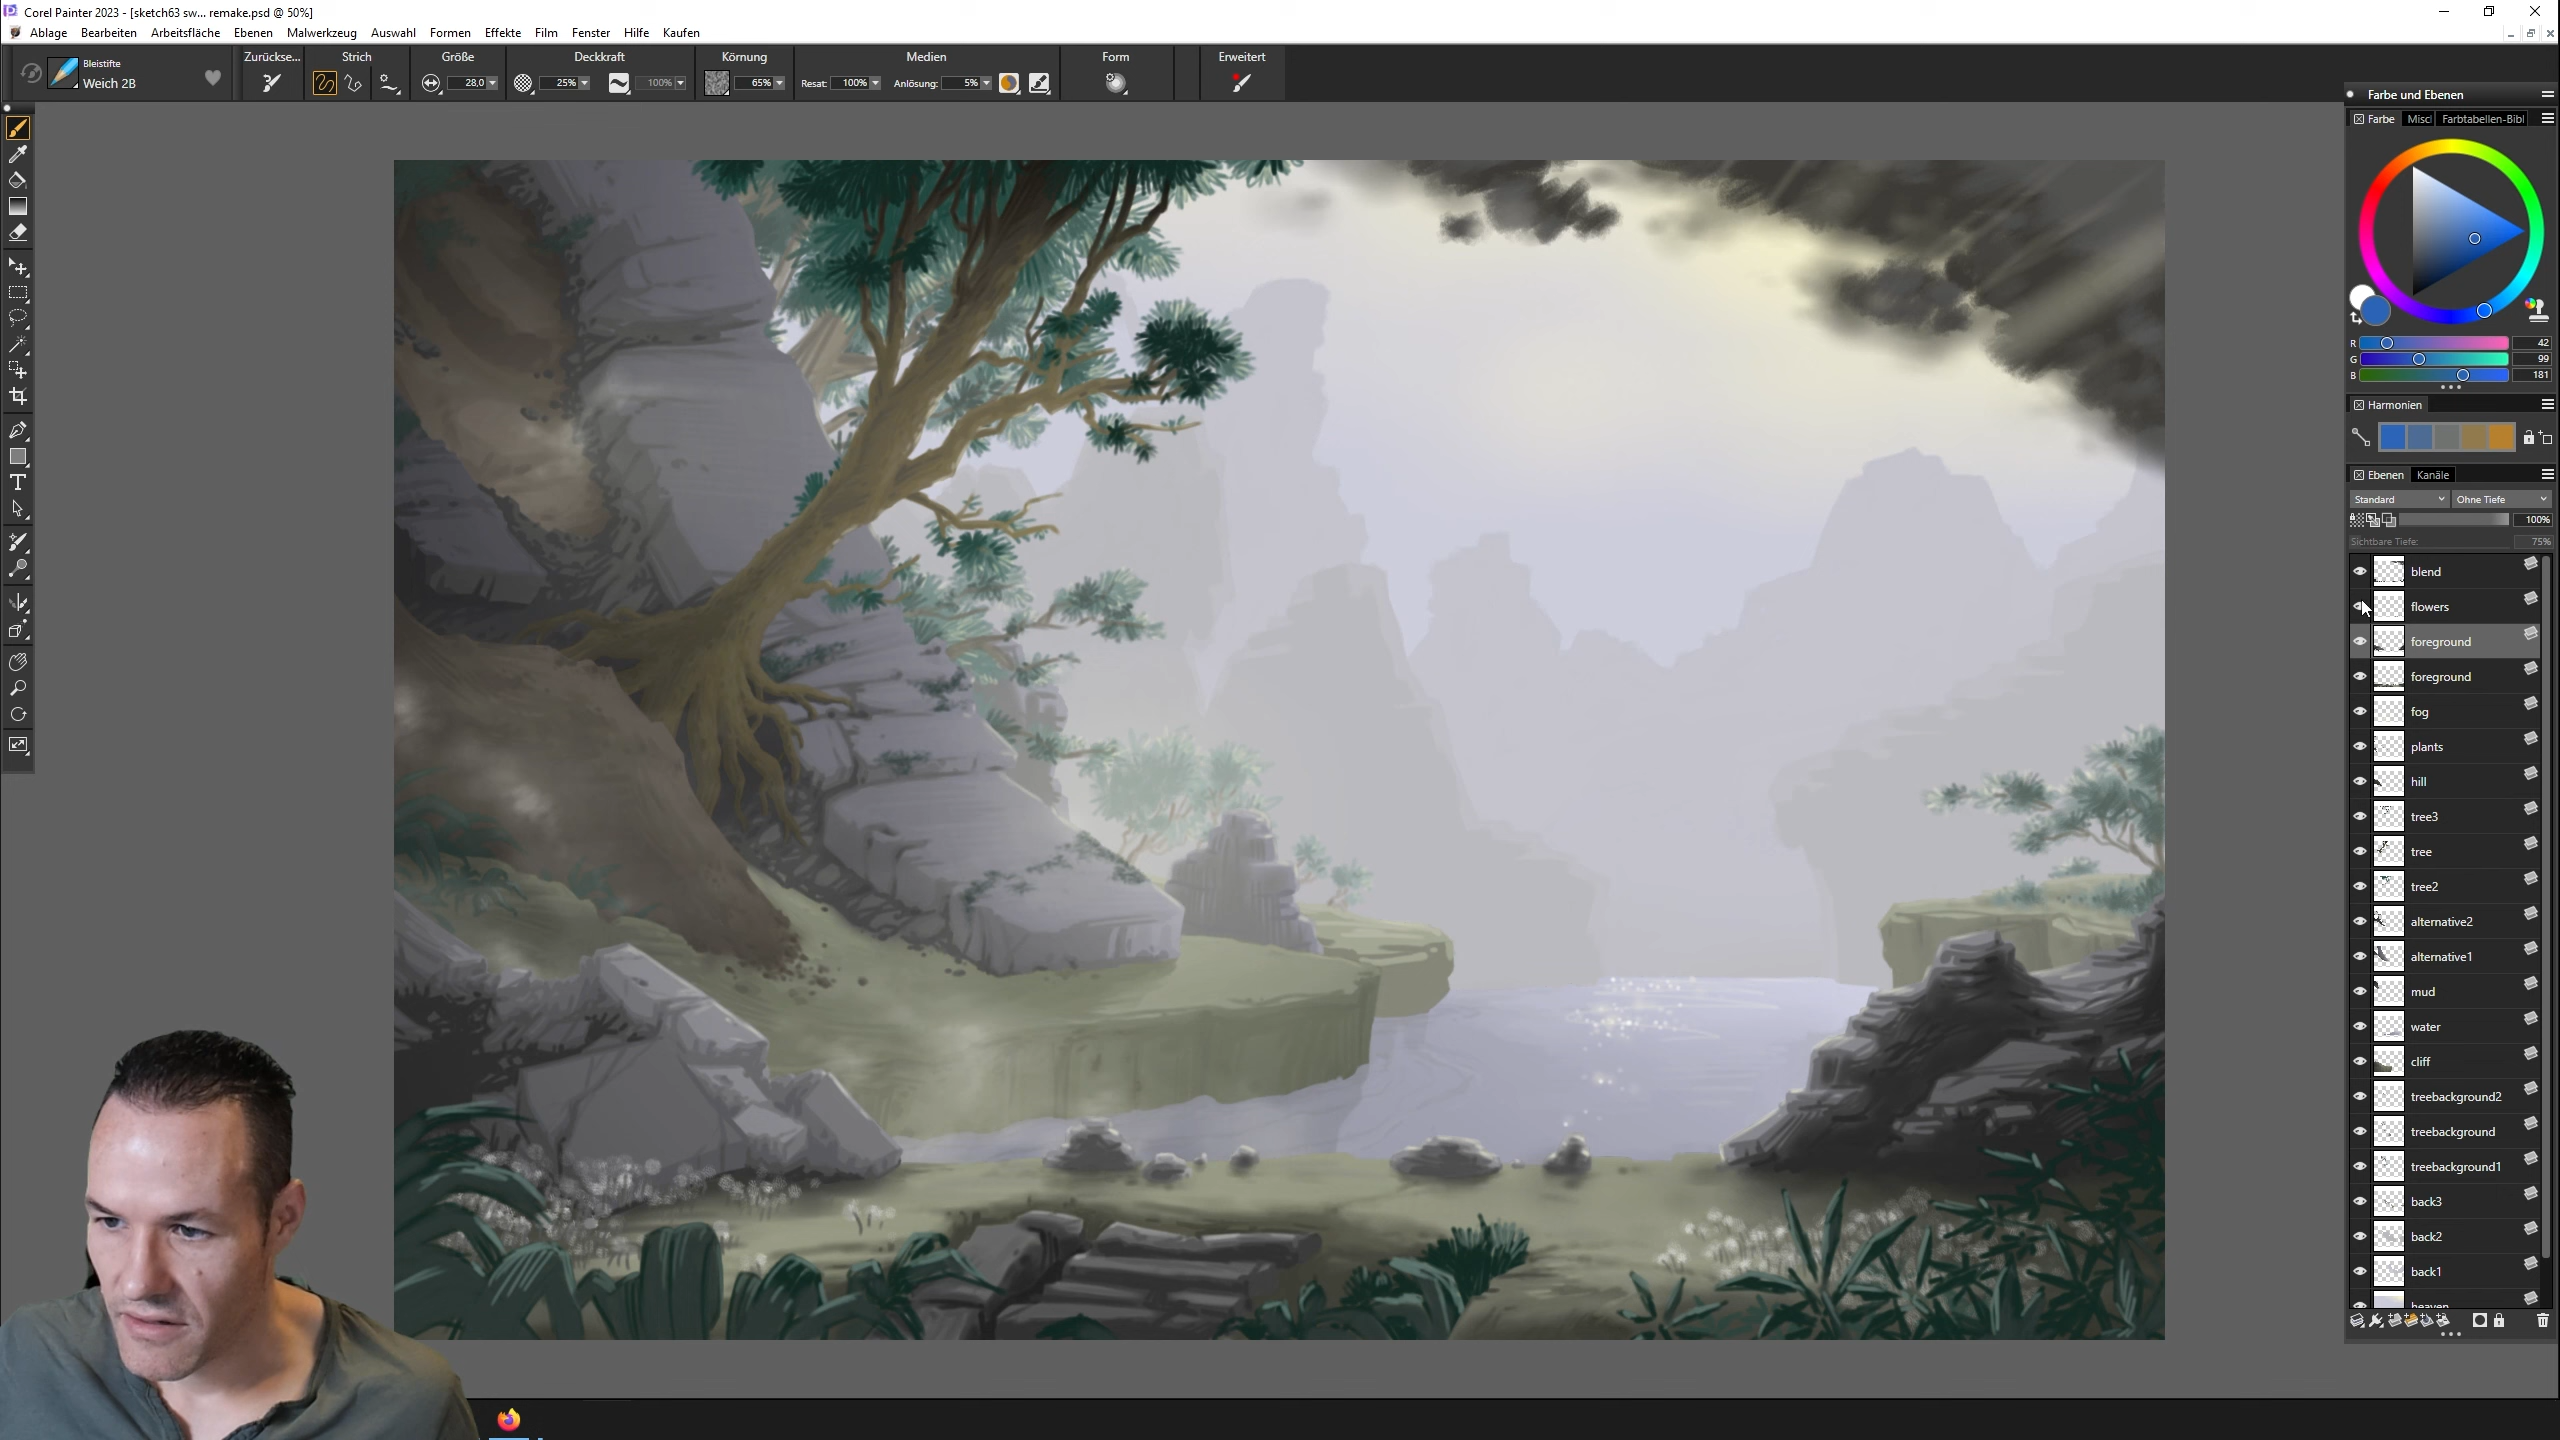 Corel Painter 2023 - [sketch63 sw... remake.psd @ 50%]
Ablage Bearbeiten Arbeitsfläche Ebenen Malwerkzeug Auswahl Formen Effekte Film Fenster Hilfe Kaufen
Bleistifte
Weich 2B
Zurückse...
Strich
Größe
28,0
Deckkraft
25%
100%
Körnung
65%
Medien
Resat: 100%
Anlösung: 5%
Form
Erweitert
Farbe und Ebenen
Farbe
Farbtabellen-Bibl
R 42
G 99
B 181
Harmonien
Ebenen Kanäle
Standard Ohne Tiefe
100%
Sichtbare Tiefe: 75%
blend
flowers
foreground
foreground
fog
plants
hill
tree3
tree
tree2
alternative2
alternative1
mud
water
cliff
treebackground2
treebackground
treebackground1
back3
back2
back1
heaven